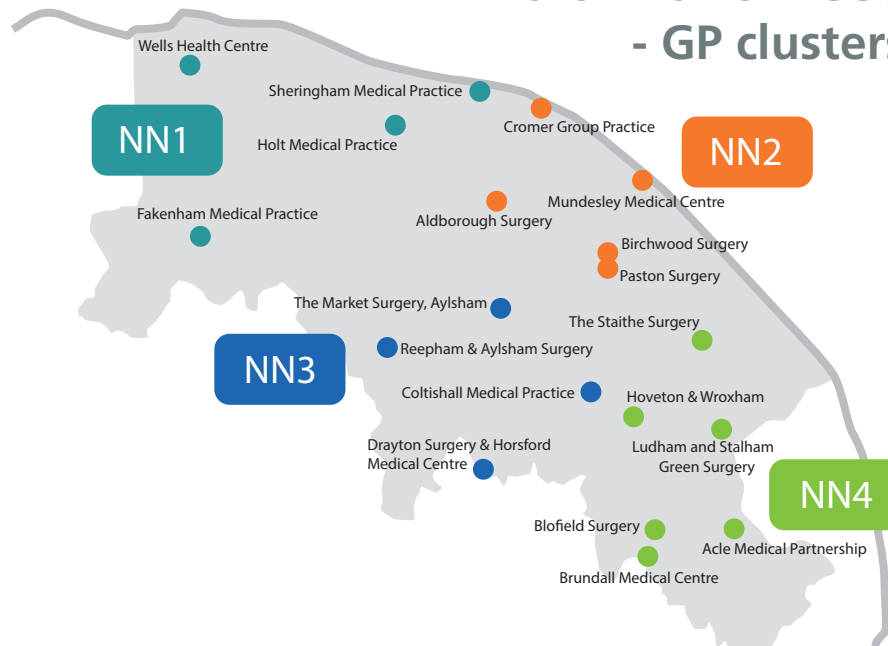 - GP clusters
Wells Health Centre
Sheringham Medical Practice
NN1
Holt Medical Practice
Cromer Group Practice
NN2
Fakenham Medical Practice
Aldborough Surgery
Mundesley Medical Centre
Birchwood Surgery
Paston Surgery
The Market Surgery, Aylsham
The Staithe Surgery
NN3
Reepham & Aylsham Surgery
Coltishall Medical Practice
Hoveton & Wroxham
Drayton Surgery & Horsford
Medical Centre
Ludham and Stalham
Green Surgery
NN4
Blofield Surgery
Acle Medical Partnership
Brundall Medical Centre